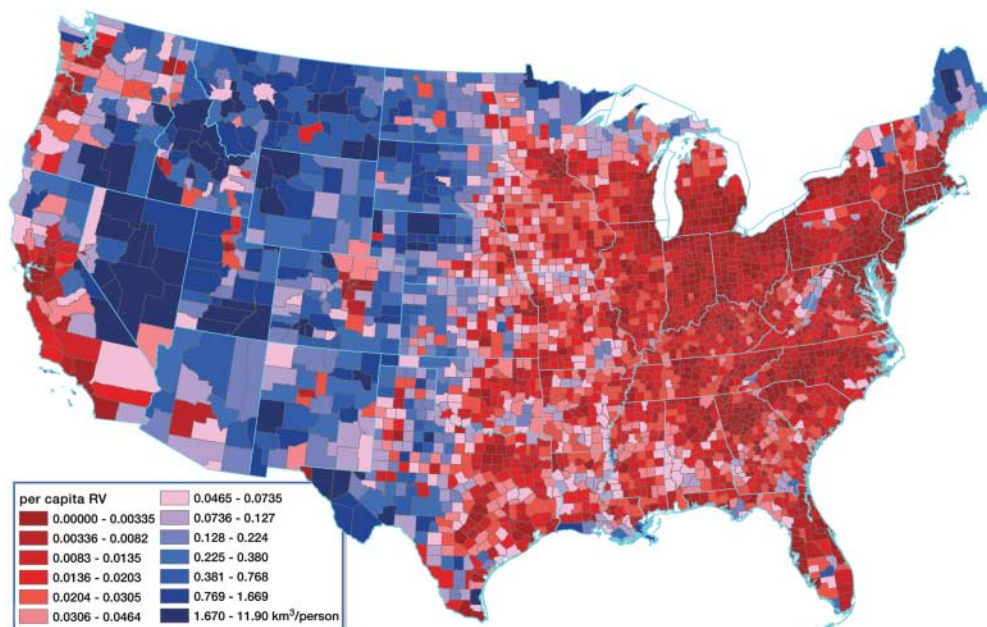 per capita RV
0.00000 - 0.00335
0.00336 - 0.0082
0.0083 - 0.0135
0.0136 - 0.0203
0.0204 - 0.0305
0.0306 - 0.0464
0.0465 - 0.0735
0.0736 - 0.127
0.128 - 0.224
0.225 - 0.380
0.381 - 0.768
0.769 - 1.669
1.670 - 11.90 km³/person